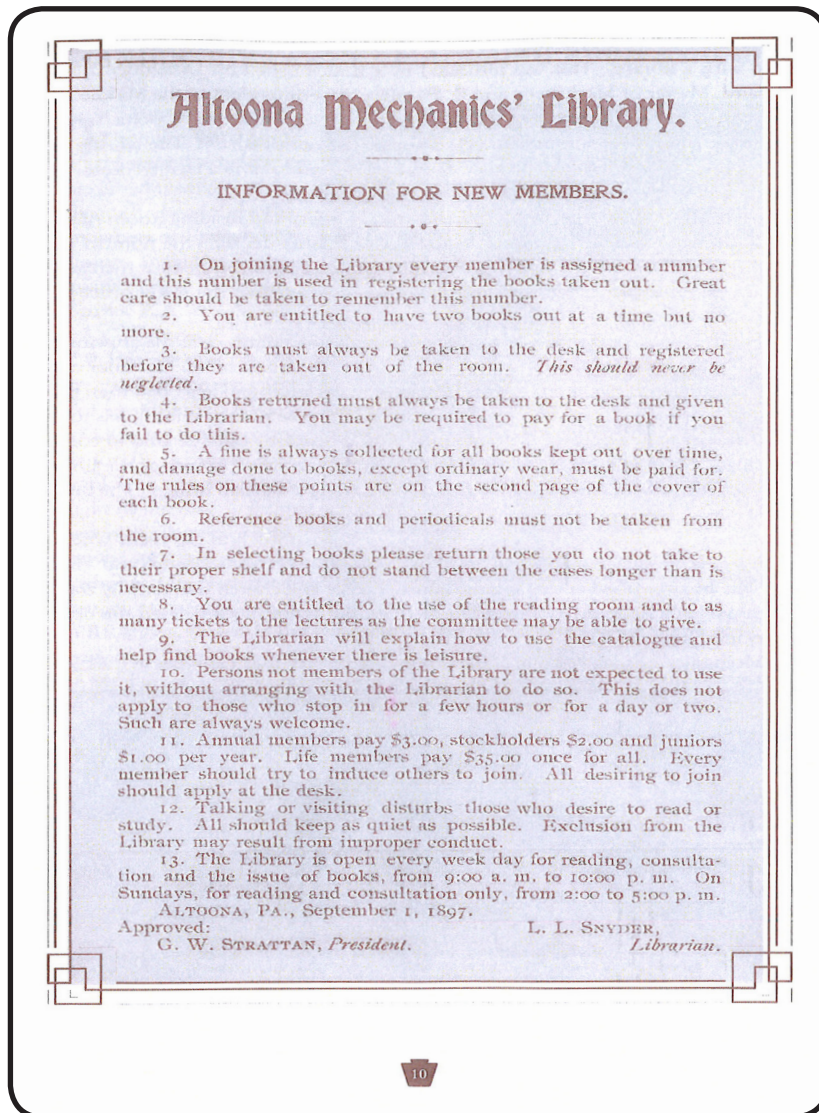 Altoona Mechanics' Library.
INFORMATION FOR NEW MEMBERS.
1. On joining the Library every member is assigned a number
and this number is used in registering the books taken out. Great
care should be taken to remember this number.
2. You are entitled to have two books out at a time but no
more.
3. Books must always be taken to the desk and registered
before they are taken out of the room. This should never be
neglected.
4. Books returned must always be taken to the desk and given
to the Librarian. You may be required to pay for a book if you
fail to do this.
5. A fine is always collected for all books kept out over time,
and damage done to books, except ordinary wear, must be paid for.
The rules on these points are on the second page of the cover of
each book.
6. Reference books and periodicals must not be taken from
the room.
7. In selecting books please return those you do not take to
their proper shelf and do not stand between the cases longer than is
necessary.
8. You are entitled to the use of the reading room and to as
many tickets to the lectures as the committee may be able to give.
9. The Librarian will explain how to use the catalogue and
help find books whenever there is leisure.
10. Persons not members of the Library are not expected to use
it, without arranging with the Librarian to do so. This does not
apply to those who stop in for a few hours or for a day or two.
Such are always welcome.
11. Annual members pay $3.00, stockholders $2.00 and juniors
$1.00 per year. Life members pay $35.00 once for all. Every
member should try to induce others to join. All desiring to join
should apply at the desk.
12. Talking or visiting disturbs those who desire to read or
study. All should keep as quiet as possible. Exclusion from the
Library may result from improper conduct.
13. The Library is open every week day for reading, consulta-
tion and the issue of books, from 9:00 a. m. to 10:00 p. m. On
Sundays, for reading and consultation only, from 2:00 to 5:00 p. m.
ALTOONA, PA., September 1, 1897.
Approved: L. L. SNYDER,
G. W. STRATTAN, President. Librarian.
10